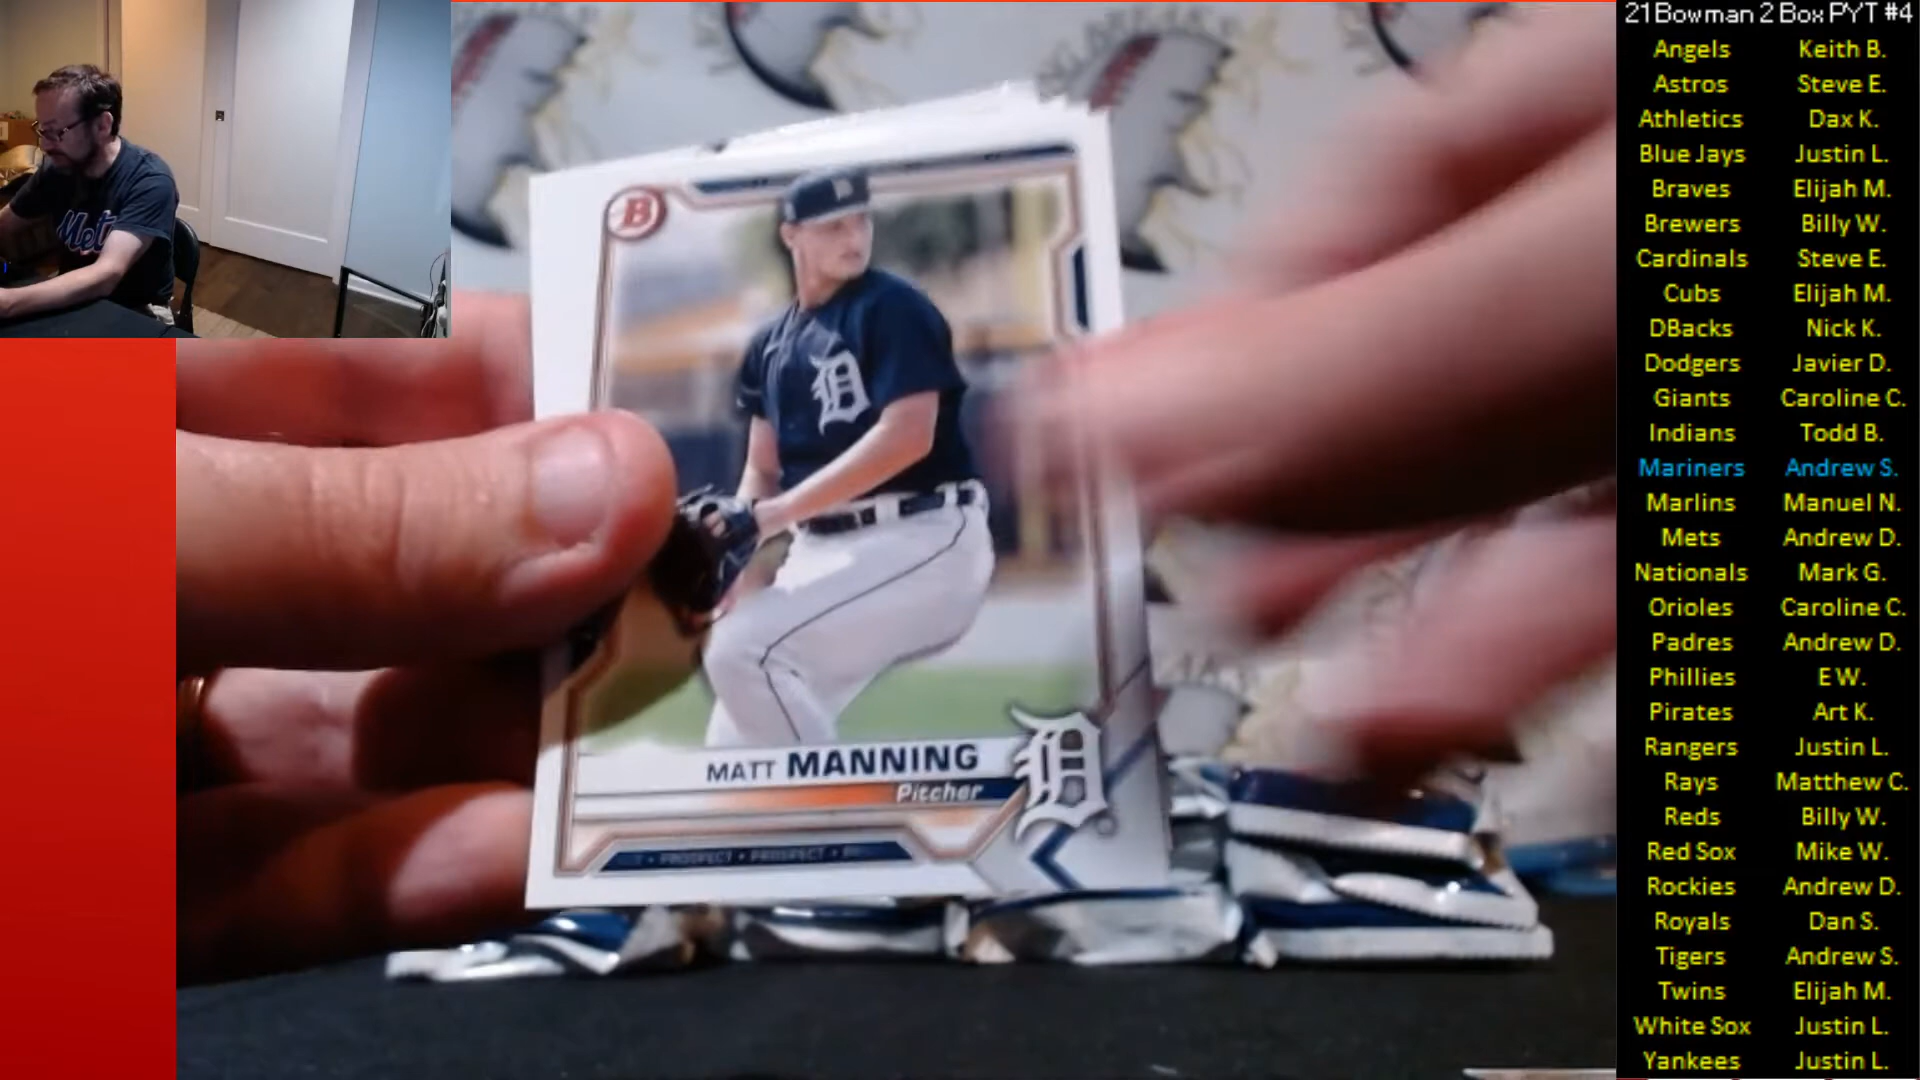 21 Bowman 2 Box PYT #4
Angels Keith B.
Astros Steve E.
Athletics Dax K.
Blue Jays Justin L.
Braves Elijah M.
Brewers Billy W.
Cardinals Steve E.
Cubs Elijah M.
DBacks Nick K.
Dodgers Javier D.
Giants Caroline C.
Indians Todd B.
Mariners Andrew S.
Marlins Manuel N.
Mets Andrew D.
Nationals Mark G.
Orioles Caroline C.
Padres Andrew D.
Phillies E W.
Pirates Art K.
Rangers Justin L.
Rays Matthew C.
Reds Billy W.
Red Sox Mike W.
Rockies Andrew D.
Royals Dan S.
Tigers Andrew S.
Twins Elijah M.
White Sox Justin L.
Yankees Justin L.
Mets
B
D
MATT MANNING
Pitcher
D
PROSPECT • PROSPECT